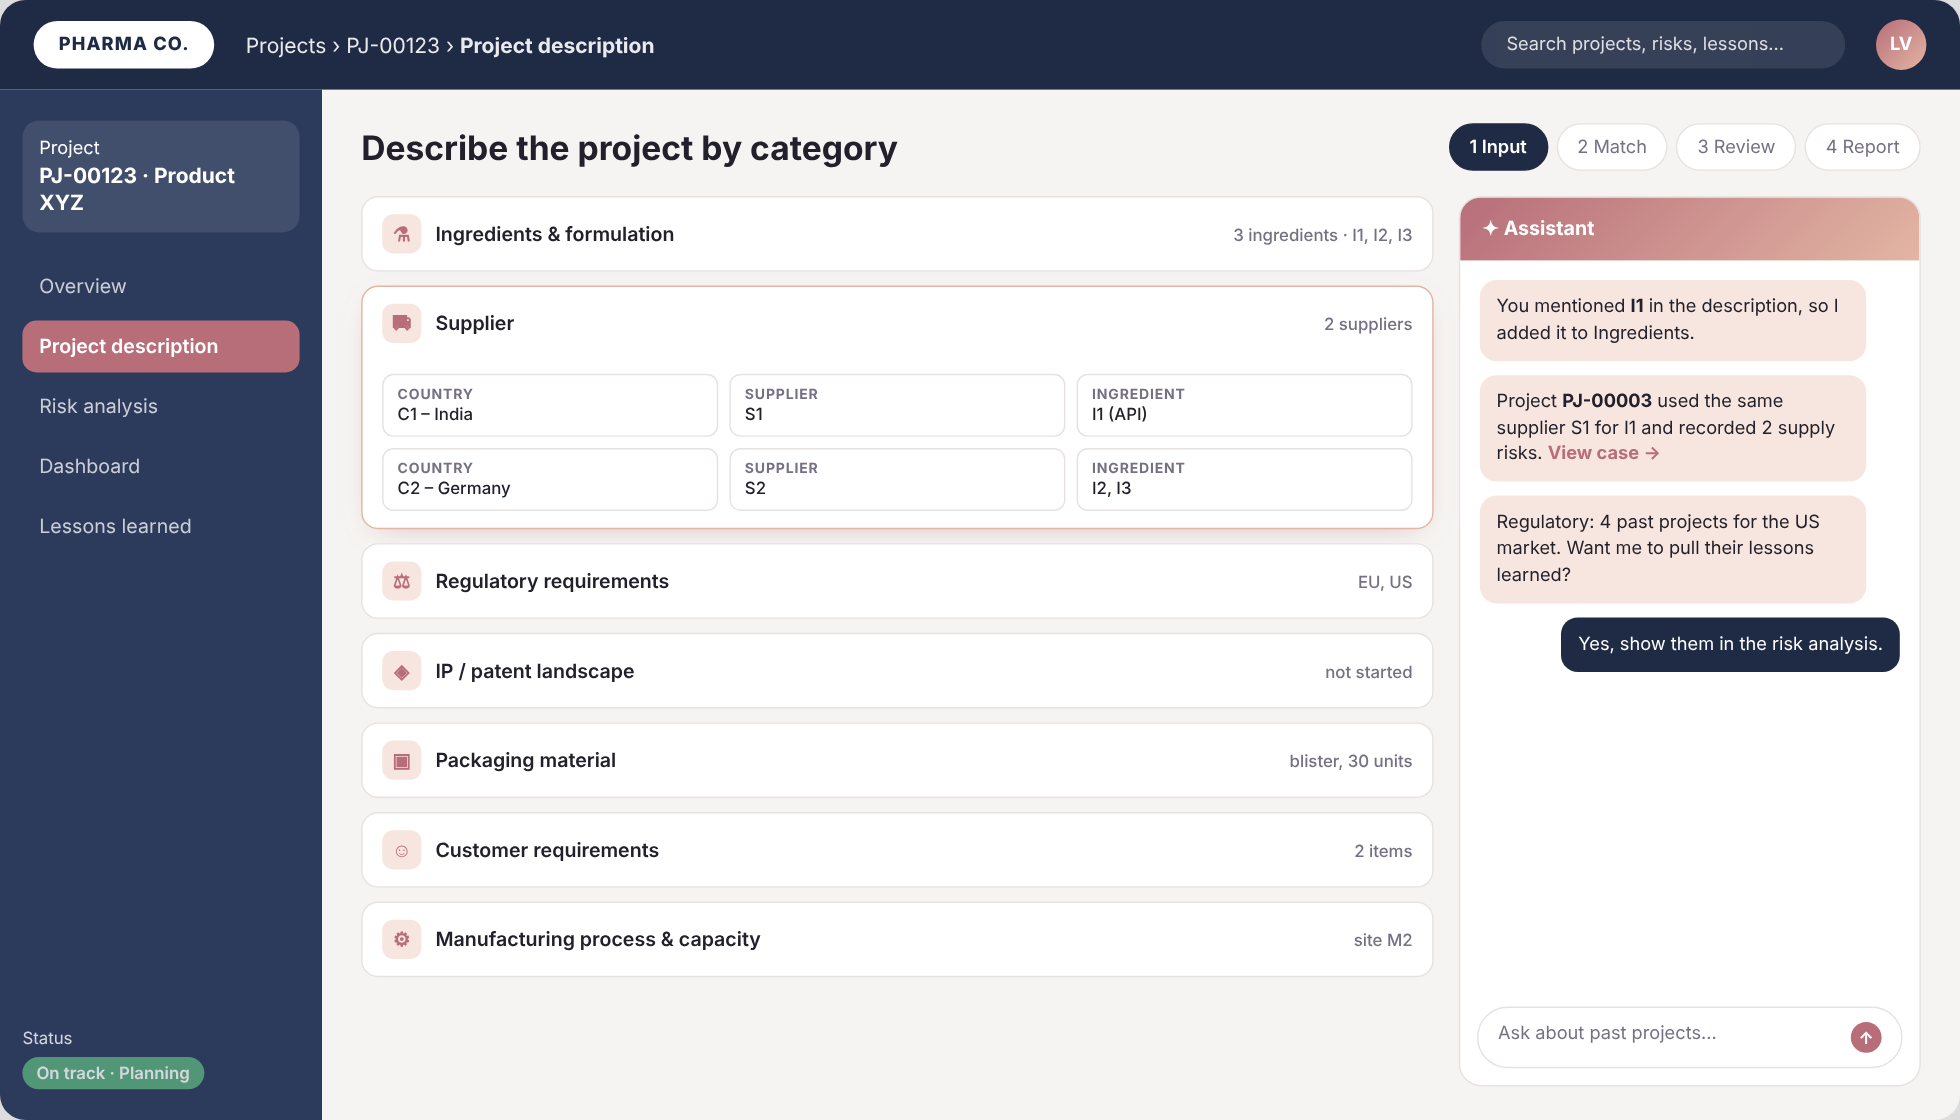 PHARMA CO.
Projects › PJ-00123 › Project description
Search projects, risks, lessons...
LV
Project
PJ-00123 · Product
XYZ
Overview
Project description
Risk analysis
Dashboard
Lessons learned
Status
On track · Planning
Describe the project by category
1 Input
2 Match
3 Review
4 Report
Ingredients & formulation
3 ingredients · I1, I2, I3
Supplier
2 suppliers
COUNTRY
C1 – India
SUPPLIER
S1
INGREDIENT
I1 (API)
COUNTRY
C2 – Germany
SUPPLIER
S2
INGREDIENT
I2, I3
Regulatory requirements
EU, US
IP / patent landscape
not started
Packaging material
blister, 30 units
Customer requirements
2 items
Manufacturing process & capacity
site M2
✦ Assistant
You mentioned I1 in the description, so I
added it to Ingredients.
Project PJ-00003 used the same
supplier S1 for I1 and recorded 2 supply
risks. View case →
Regulatory: 4 past projects for the US
market. Want me to pull their lessons
learned?
Yes, show them in the risk analysis.
Ask about past projects...